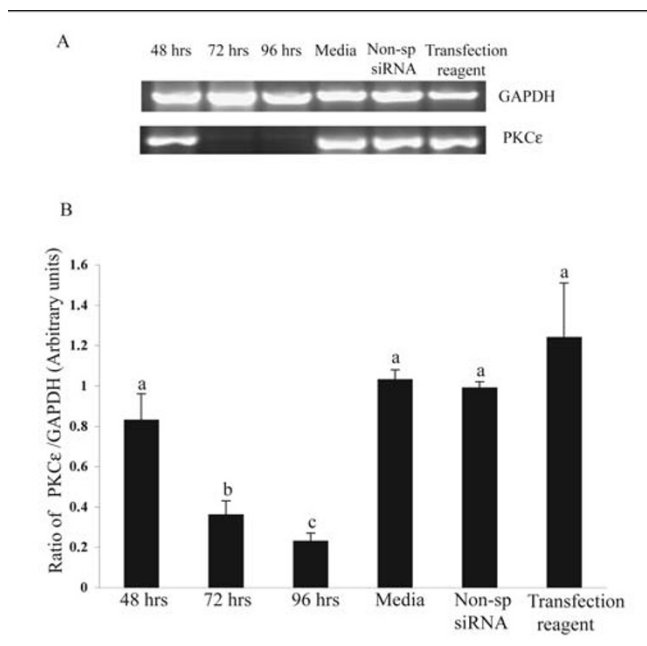 A
48 hrs 72 hrs 96 hrs Media Non-sp siRNA Transfection reagent
GAPDH
PKCε
B
Ratio of PKCε/GAPDH (Arbitrary units)
1.6
1.4
1.2
1
0.8
0.6
0.4
0.2
0
a
b
c
a
a
a
48 hrs 72 hrs 96 hrs Media Non-sp siRNA Transfection reagent